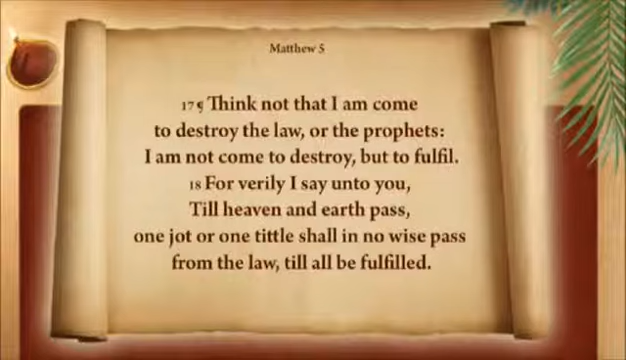 Matthew 5
17 ¶ Think not that I am come
to destroy the law, or the prophets:
I am not come to destroy, but to fulfil.
18 For verily I say unto you,
Till heaven and earth pass,
one jot or one tittle shall in no wise pass
from the law, till all be fulfilled.